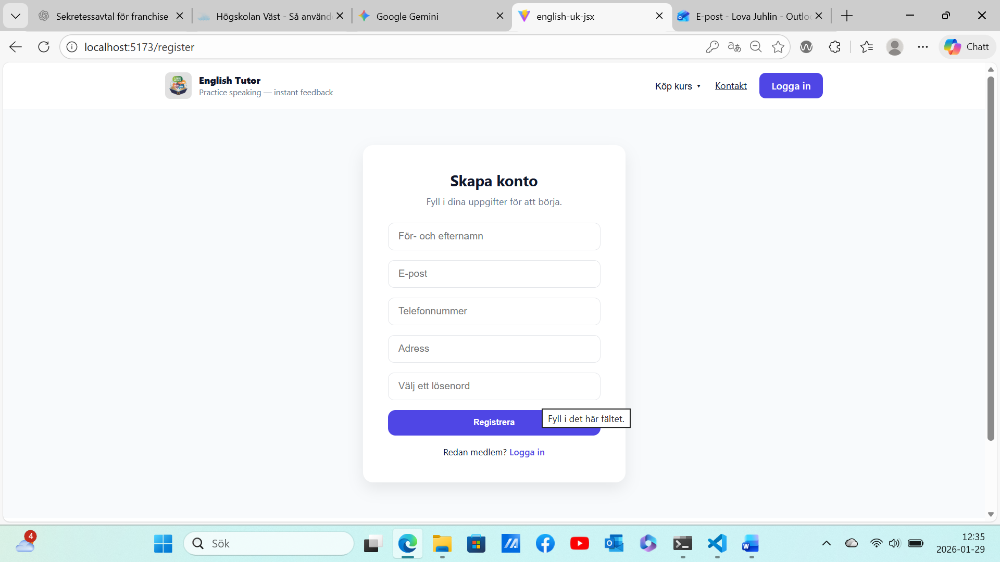 Sekretessavtal för franchise
Högskolan Väst - Så använd
Google Gemini
english-uk-jsx
E-post - Lova Juhlin - Outloo
localhost:5173/register
Chatt
English Tutor
Practice speaking — instant feedback
Köp kurs
Kontakt
Logga in
Skapa konto
Fyll i dina uppgifter för att börja.
För- och efternamn
E-post
Telefonnummer
Adress
Välj ett lösenord
Registrera
Fyll i det här fältet.
Redan medlem? Logga in
4
Sök
12:35
2026-01-29